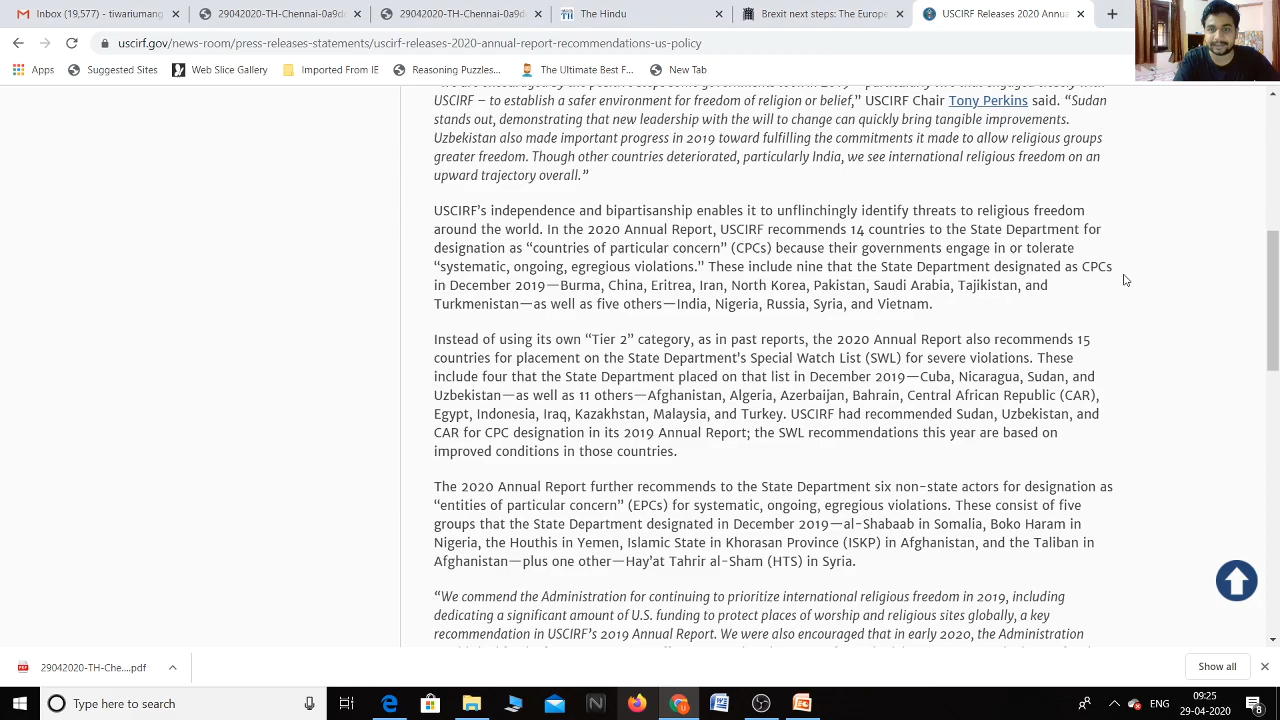 Inbox (19,577) - tiwariumang
29042020-TH-Chennai-0a9d
29042020-TH-Chennai-0a9d
The Hindu
Brexit next steps: The Europe
USCIRF Releases 2020 Annua
uscirf.gov/news-room/press-releases-statements/uscirf-releases-2020-annual-report-recommendations-us-policy
Apps Suggested Sites Web Slice Gallery Imported From IE Reasoning Puzzles... The Ultimate Best F... New Tab
USCIRF – to establish a safer environment for freedom of religion or belief,” USCIRF Chair Tony Perkins said. “Sudan
stands out, demonstrating that new leadership with the will to change can quickly bring tangible improvements.
Uzbekistan also made important progress in 2019 toward fulfilling the commitments it made to allow religious groups
greater freedom. Though other countries deteriorated, particularly India, we see international religious freedom on an
upward trajectory overall.”
USCIRF’s independence and bipartisanship enables it to unflinchingly identify threats to religious freedom
around the world. In the 2020 Annual Report, USCIRF recommends 14 countries to the State Department for
designation as “countries of particular concern” (CPCs) because their governments engage in or tolerate
“systematic, ongoing, egregious violations.” These include nine that the State Department designated as CPCs
in December 2019—Burma, China, Eritrea, Iran, North Korea, Pakistan, Saudi Arabia, Tajikistan, and
Turkmenistan—as well as five others—India, Nigeria, Russia, Syria, and Vietnam.
Instead of using its own “Tier 2” category, as in past reports, the 2020 Annual Report also recommends 15
countries for placement on the State Department’s Special Watch List (SWL) for severe violations. These
include four that the State Department placed on that list in December 2019—Cuba, Nicaragua, Sudan, and
Uzbekistan—as well as 11 others—Afghanistan, Algeria, Azerbaijan, Bahrain, Central African Republic (CAR),
Egypt, Indonesia, Iraq, Kazakhstan, Malaysia, and Turkey. USCIRF had recommended Sudan, Uzbekistan, and
CAR for CPC designation in its 2019 Annual Report; the SWL recommendations this year are based on
improved conditions in those countries.
The 2020 Annual Report further recommends to the State Department six non-state actors for designation as
“entities of particular concern” (EPCs) for systematic, ongoing, egregious violations. These consist of five
groups that the State Department designated in December 2019—al-Shabaab in Somalia, Boko Haram in
Nigeria, the Houthis in Yemen, Islamic State in Khorasan Province (ISKP) in Afghanistan, and the Taliban in
Afghanistan—plus one other—Hay’at Tahrir al-Sham (HTS) in Syria.
“We commend the Administration for continuing to prioritize international religious freedom in 2019, including
dedicating a significant amount of U.S. funding to protect places of worship and religious sites globally, a key
recommendation in USCIRF’s 2019 Annual Report. We were also encouraged that in early 2020, the Administration
29042020-TH-Che....pdf
Show all
Type here to search
ENG
09:25
29-04-2020